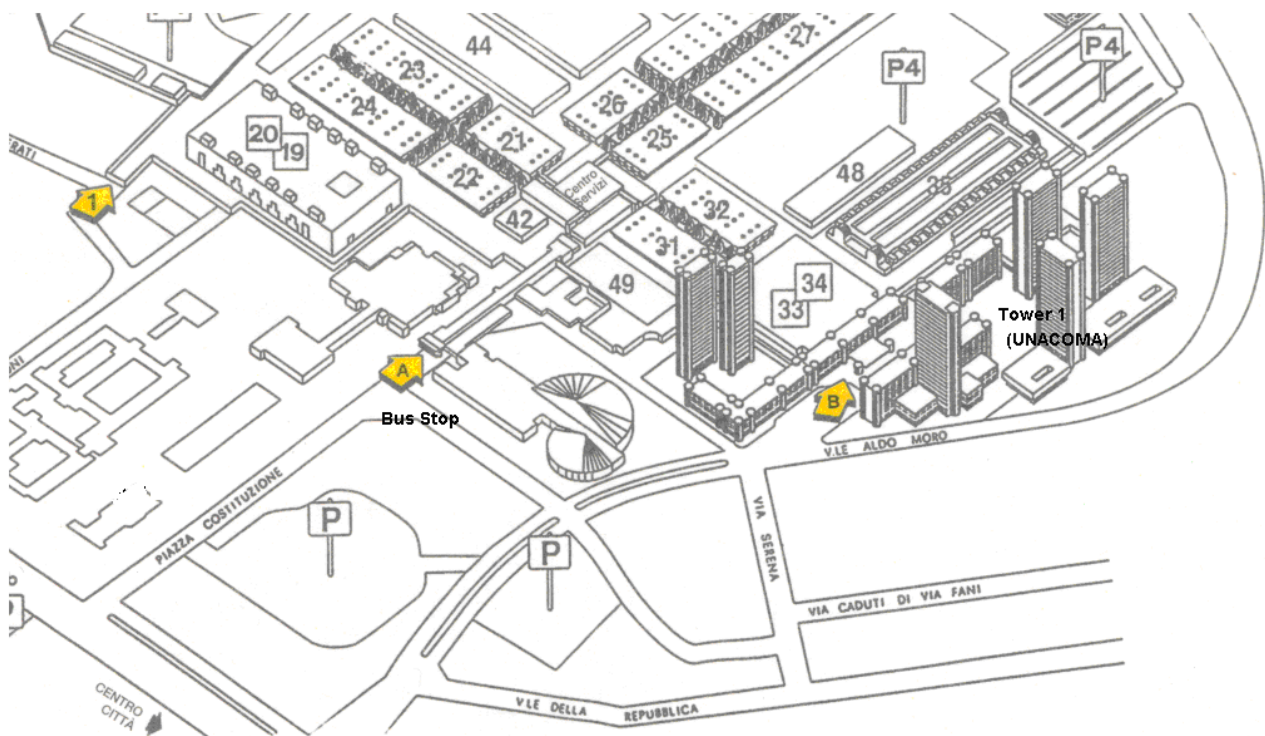 44
23
24
20
19
21
22
42
Centro
Servizi
27
26
25
P4
P4
48
32
31
49
34
33
1
Tower 1
(UNACOMA)
A
B
Bus Stop
V.LE ALDO MORO
PIAZZA COSTITUZIONE
P
P
VIA SERENA
VIA CADUTI DI VIA FANI
V.LE DELLA REPUBBLICA
CENTRO
CITTÀ